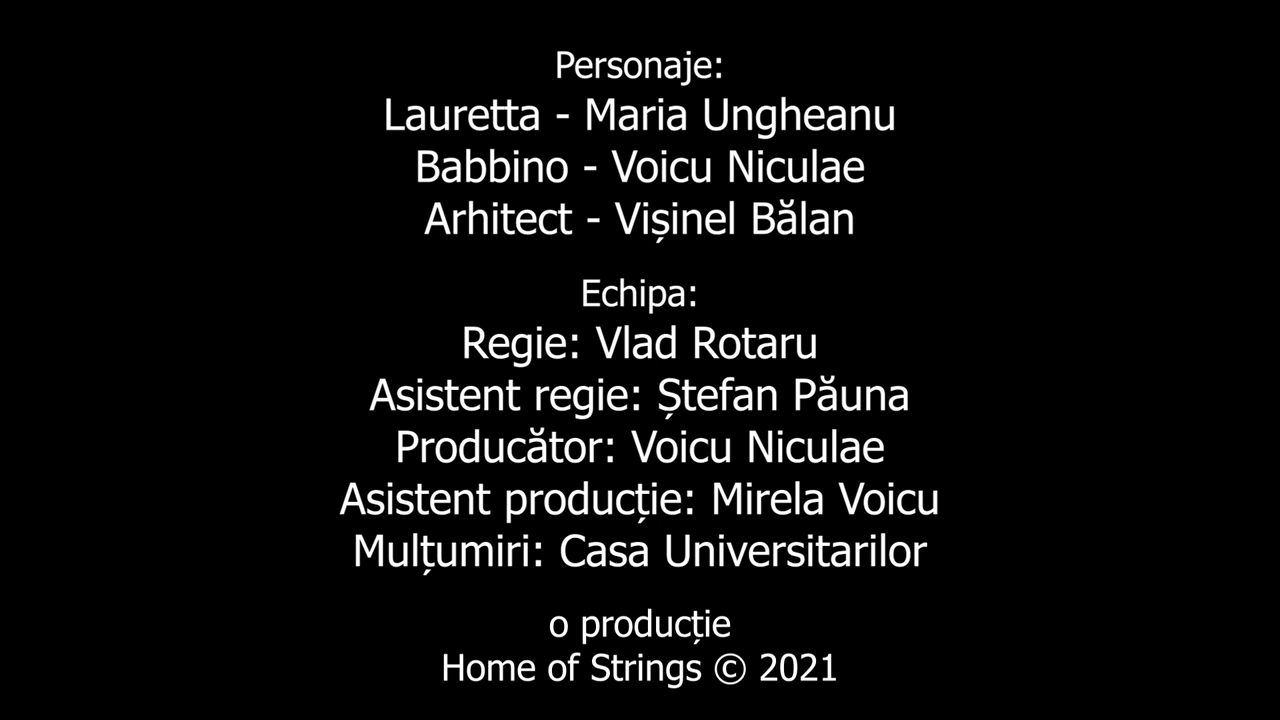 Personaje:
Lauretta - Maria Ungheanu
Babbino - Voicu Niculae
Arhitect - Vișinel Bălan
Echipa:
Regie: Vlad Rotaru
Asistent regie: Ștefan Păuna
Producător: Voicu Niculae
Asistent producție: Mirela Voicu
Mulțumiri: Casa Universitarilor
o producție
Home of Strings © 2021